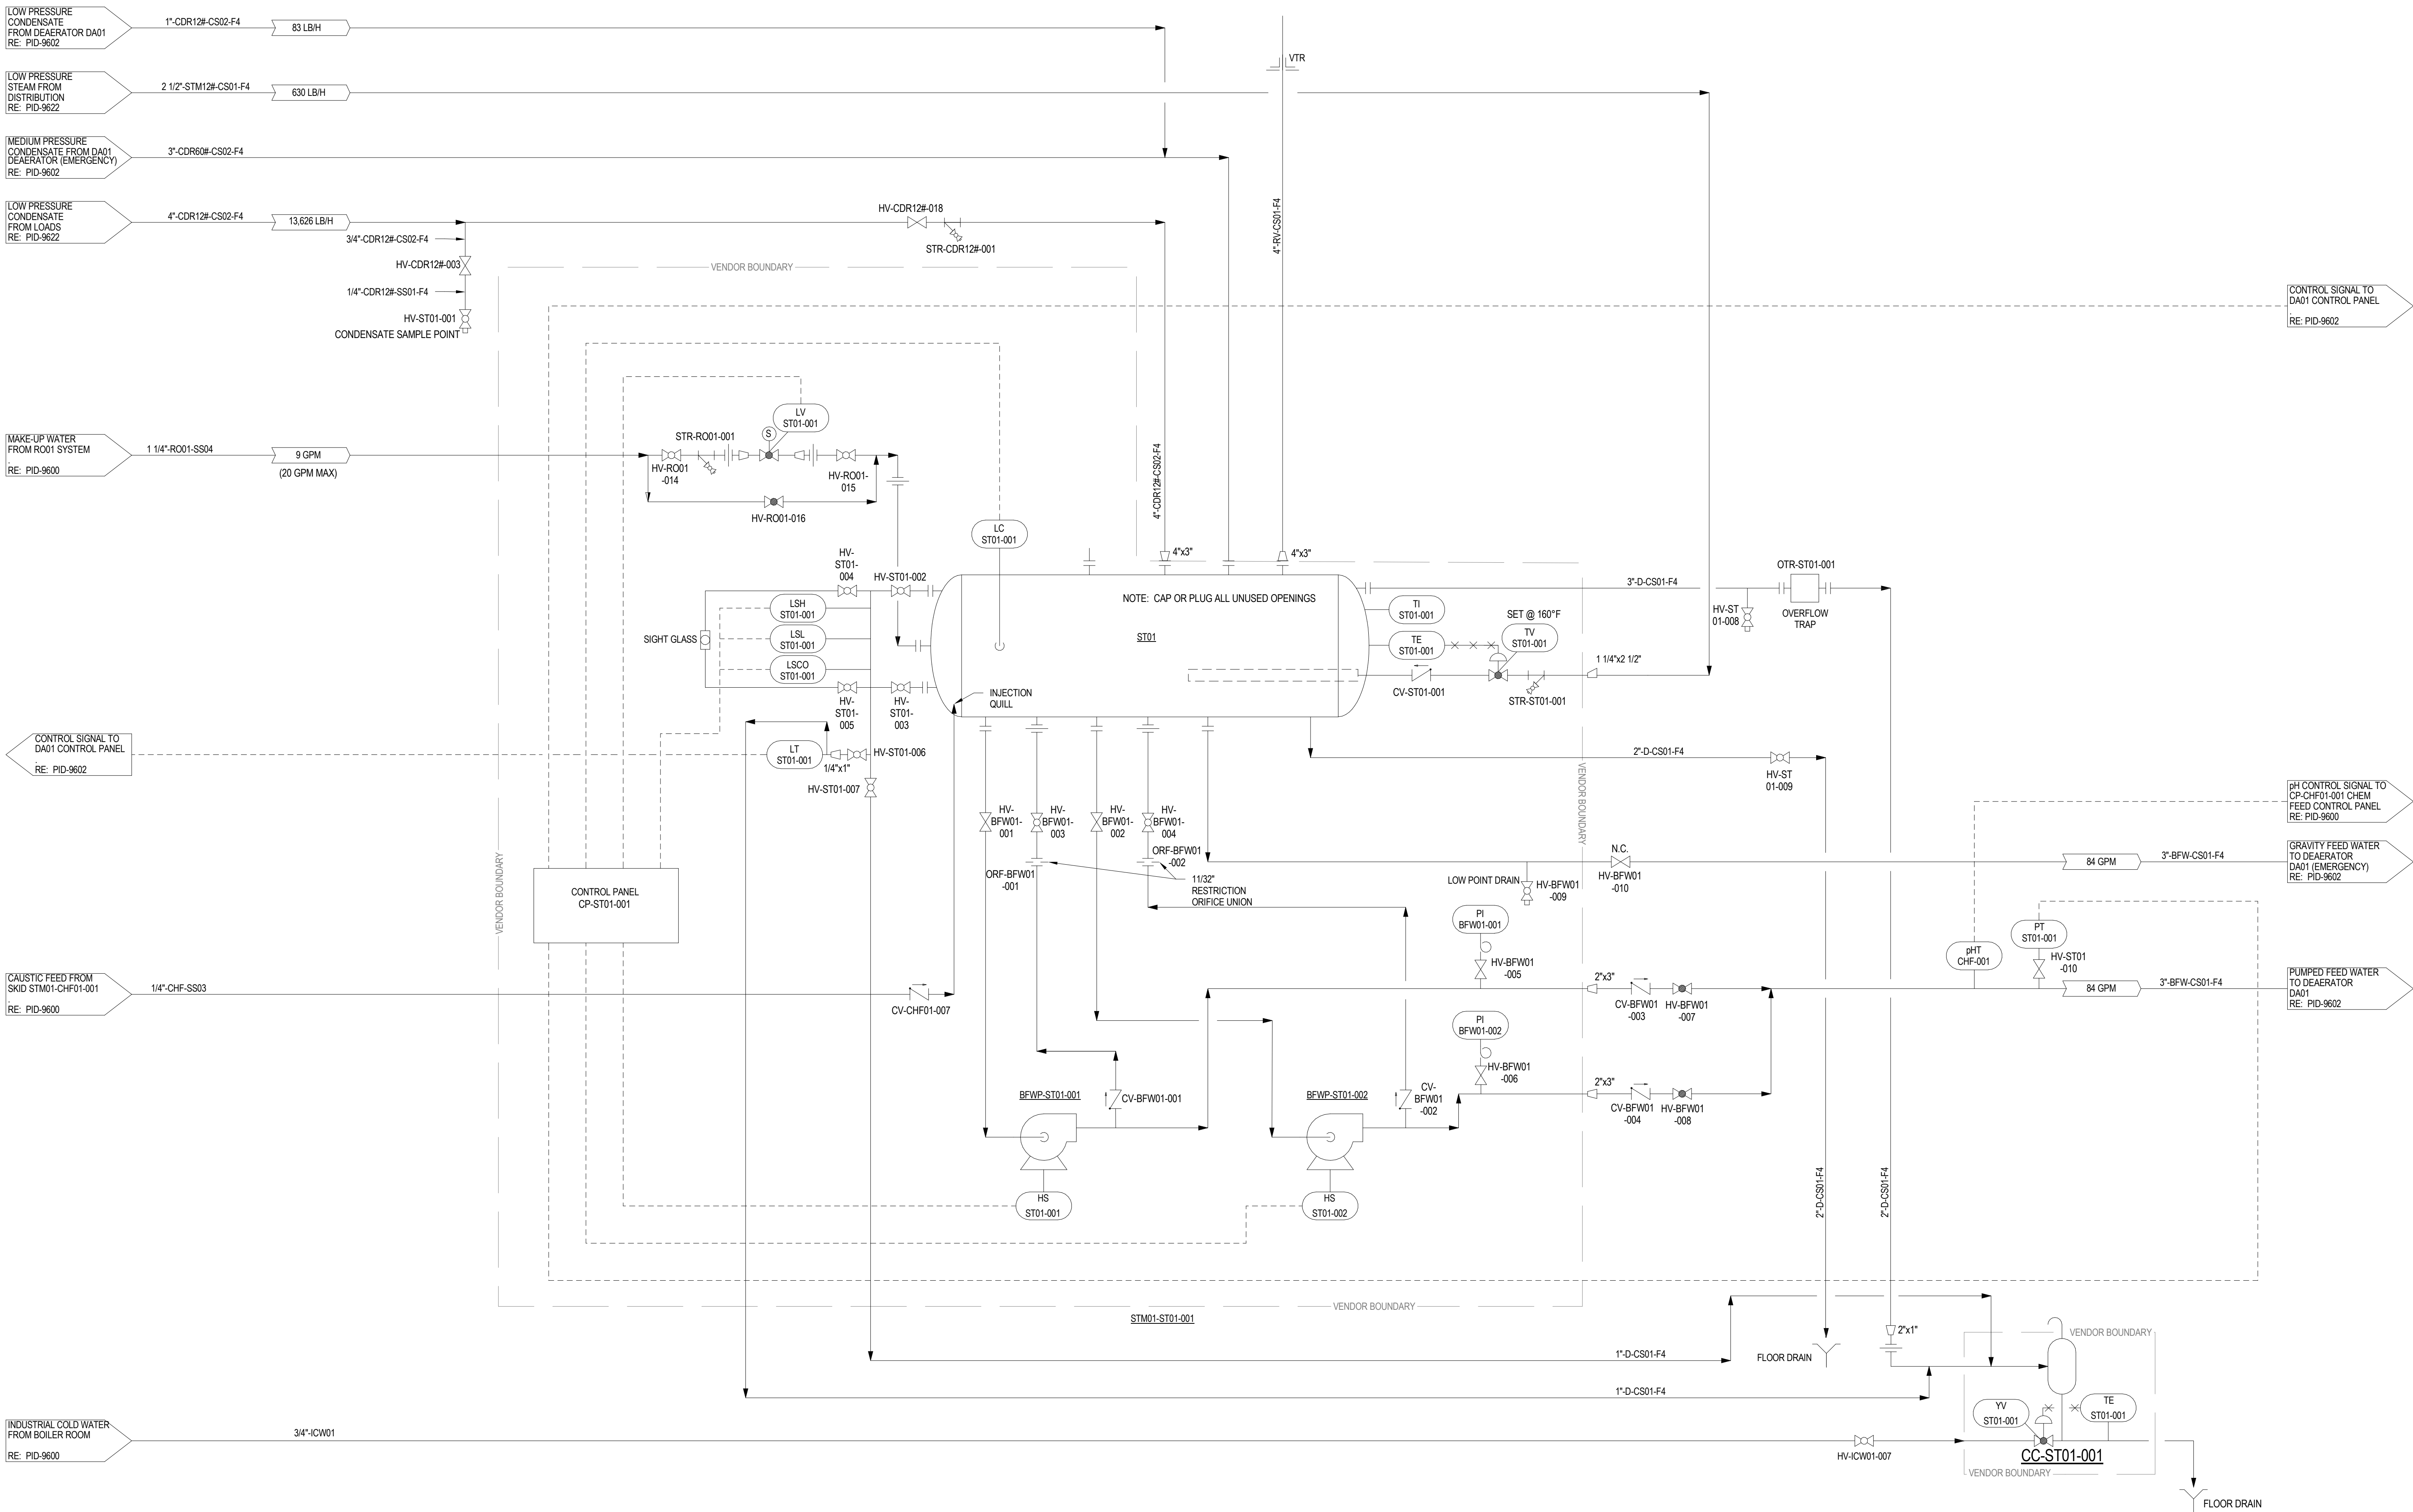 LOW PRESSURE
CONDENSATE
FROM DEAERATOR DA01
RE: PID-9602
1"-CDR12#-CS02-F4
83 LB/H
VTR
LOW PRESSURE
STEAM FROM
DISTRIBUTION
RE: PID-9622
2 1/2"-STM12#-CS01-F4
630 LB/H
MEDIUM PRESSURE
CONDENSATE FROM DA01
DEAERATOR (EMERGENCY)
RE: PID-9602
3"-CDR60#-CS02-F4
LOW PRESSURE
CONDENSATE
FROM LOADS
RE: PID-9622
4"-CDR12#-CS02-F4
13,626 LB/H
HV-CDR12#-018
STR-CDR12#-001
3/4"-CDR12#-CS02-F4
HV-CDR12#-003
1/4"-CDR12#-SS01-F4
HV-ST01-001
CONDENSATE SAMPLE POINT
4"-RV-CS01-F4
VENDOR BOUNDARY
CONTROL SIGNAL TO
DA01 CONTROL PANEL
.
RE: PID-9602
MAKE-UP WATER
FROM RO01 SYSTEM
.
RE: PID-9600
1 1/4"-RO01-SS04
9 GPM
(20 GPM MAX)
LV
ST01-001
S
STR-RO01-001
HV-RO01
-014
HV-RO01-
015
HV-RO01-016
4"-CDR12#-CS02-F4
LC
ST01-001
4"x3"
4"x3"
HV-
ST01-
004
HV-ST01-002
LSH
ST01-001
LSL
ST01-001
LSCO
ST01-001
SIGHT GLASS
HV-
ST01-
005
HV-
ST01-
003
NOTE: CAP OR PLUG ALL UNUSED OPENINGS
ST01
INJECTION
QUILL
TI
ST01-001
TE
ST01-001
SET @ 160°F
TV
ST01-001
CV-ST01-001
STR-ST01-001
1 1/4"x2 1/2"
3"-D-CS01-F4
OTR-ST01-001
HV-ST
01-008
OVERFLOW
TRAP
CONTROL SIGNAL TO
DA01 CONTROL PANEL
.
RE: PID-9602
LT
ST01-001
1/4"x1"
HV-ST01-006
HV-ST01-007
2"-D-CS01-F4
HV-ST
01-009
VENDOR BOUNDARY
HV-
BFW01-
001
HV-
BFW01-
003
HV-
BFW01-
002
HV-
BFW01-
004
ORF-BFW01
-001
ORF-BFW01
-002
11/32"
RESTRICTION
ORIFICE UNION
LOW POINT DRAIN
HV-BFW01
-009
N.C.
HV-BFW01
-010
84 GPM
3"-BFW-CS01-F4
pH CONTROL SIGNAL TO
CP-CHF01-001 CHEM
FEED CONTROL PANEL
RE: PID-9600
GRAVITY FEED WATER
TO DEAERATOR
DA01 (EMERGENCY)
RE: PID-9602
VENDOR BOUNDARY
CONTROL PANEL
CP-ST01-001
PI
BFW01-001
HV-BFW01
-005
2"x3"
CV-BFW01
-003
HV-BFW01
-007
pHT
CHF-001
PT
ST01-001
HV-ST01
-010
84 GPM
3"-BFW-CS01-F4
PUMPED FEED WATER
TO DEAERATOR
DA01
RE: PID-9602
CAUSTIC FEED FROM
SKID STM01-CHF01-001
.
RE: PID-9600
1/4"-CHF-SS03
CV-CHF01-007
PI
BFW01-002
HV-BFW01
-006
2"x3"
CV-BFW01
-004
HV-BFW01
-008
BFWP-ST01-001
CV-BFW01-001
BFWP-ST01-002
CV-
BFW01
-002
HS
ST01-001
HS
ST01-002
2"-D-CS01-F4
2"-D-CS01-F4
VENDOR BOUNDARY
STM01-ST01-001
1"-D-CS01-F4
FLOOR DRAIN
2"x1"
VENDOR BOUNDARY
1"-D-CS01-F4
INDUSTRIAL COLD WATER
FROM BOILER ROOM
RE: PID-9600
3/4"-ICW01
HV-ICW01-007
YV
ST01-001
TE
ST01-001
CC-ST01-001
VENDOR BOUNDARY
FLOOR DRAIN